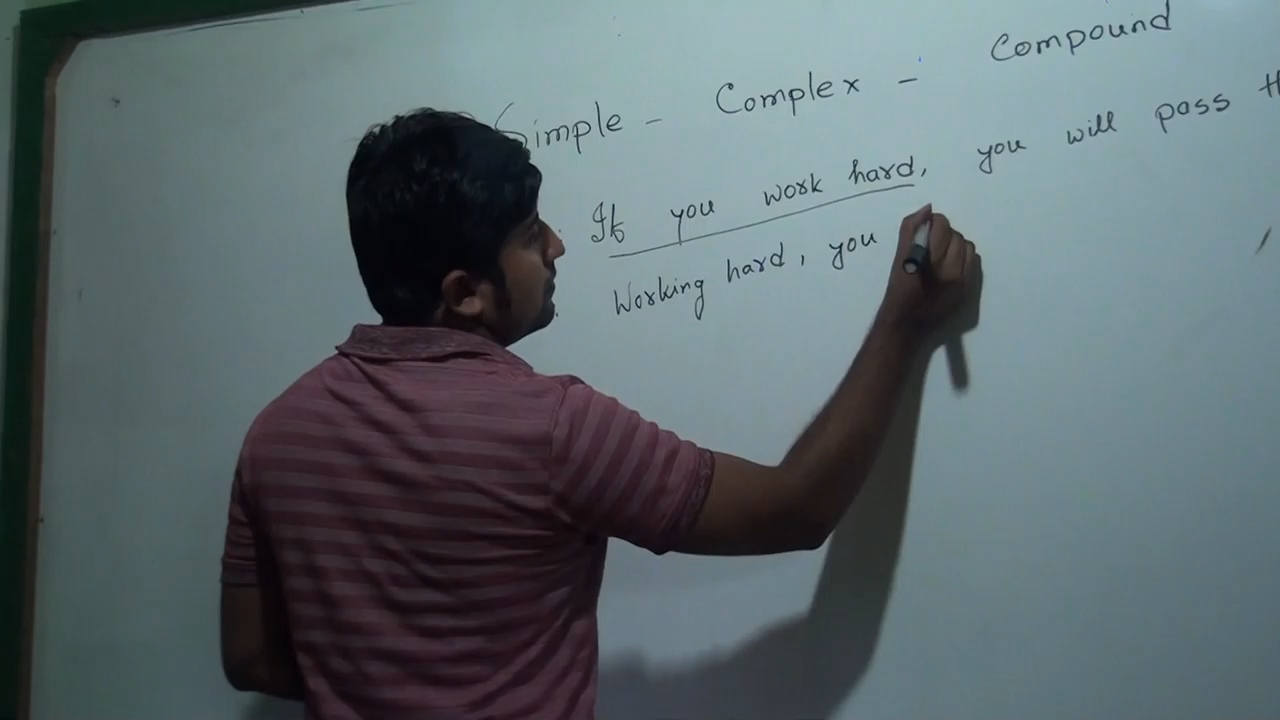 Simple - Complex - Compound
If you work hard, you will pass
Working hard, you